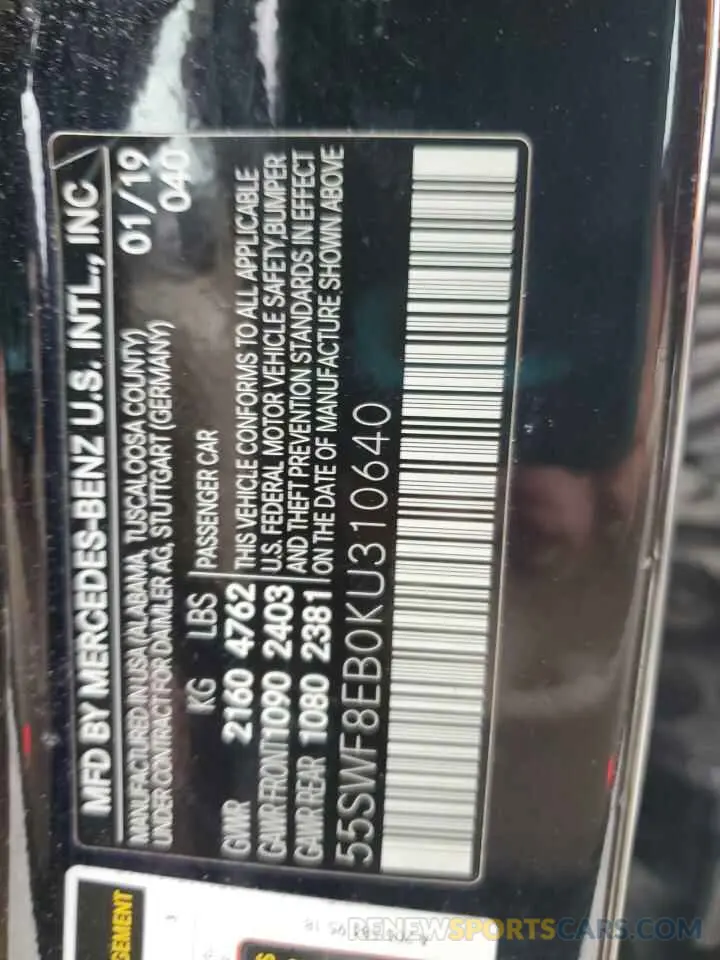 MFD BY MERCEDES-BENZ U.S. INTL., INC
MANUFACTURED IN USA (ALABAMA, TUSCALOOSA COUNTY)
UNDER CONTRACT FOR DAIMLER AG, STUTTGART (GERMANY)
01/19
040
KG LBS
GVWR 2160 4762
GAWR FRONT 1090 2403
GAWR REAR 1080 2381
PASSENGER CAR
THIS VEHICLE CONFORMS TO ALL APPLICABLE
U.S. FEDERAL MOTOR VEHICLE SAFETY, BUMPER
AND THEFT PREVENTION STANDARDS IN EFFECT
ON THE DATE OF MANUFACTURE SHOWN ABOVE
55SWF8EB0KU310640
GEMENT
RENEWSPORTSCARS.COM